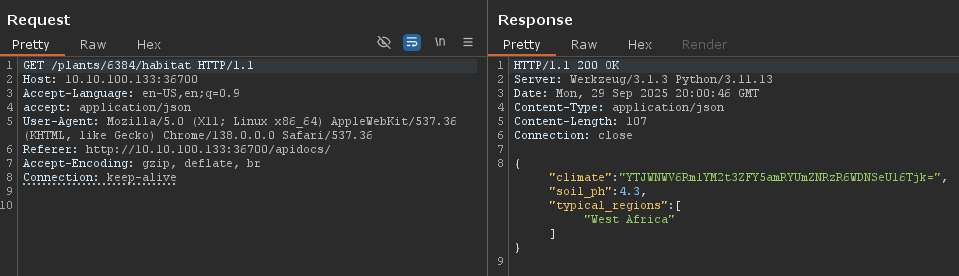 Request
Pretty Raw Hex
\n
1 GET /plants/6384/habitat HTTP/1.1
2 Host: 10.10.100.133:36700
3 Accept-Language: en-US,en;q=0.9
4 accept: application/json
5 User-Agent: Mozilla/5.0 (X11; Linux x86_64) AppleWebKit/537.36
(KHTML, like Gecko) Chrome/138.0.0.0 Safari/537.36
6 Referer: http://10.10.100.133:36700/apidocs/
7 Accept-Encoding: gzip, deflate, br
8 Connection: keep-alive
9
10
Response
Pretty Raw Hex Render
1 HTTP/1.1 200 OK
2 Server: Werkzeug/3.1.3 Python/3.11.13
3 Date: Mon, 29 Sep 2025 20:00:46 GMT
4 Content-Type: application/json
5 Content-Length: 107
6 Connection: close
7
8 {
"climate":"YTJWNWV6Rm1YM2t3ZFY5amRYUmZNRzR6WDNSeU16Tjk=",
"soil_ph":4.3,
"typical_regions":[
"West Africa"
]
}
9